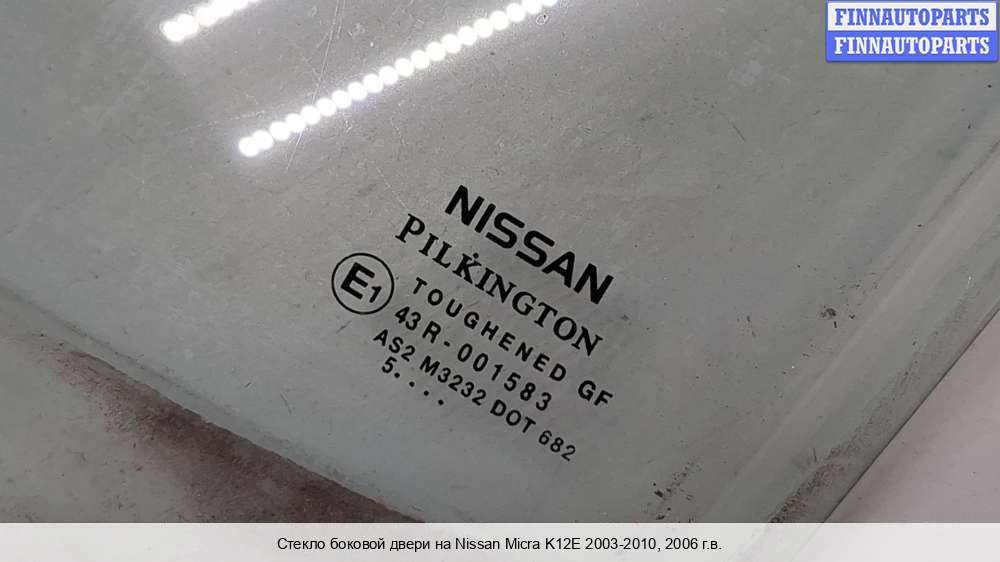 FINNAUTOPARTS
FINNAUTOPARTS
NISSAN
PILKINGTON
E1
TOUGHENED GF
43R-001583
AS2 M3232 DOT 682
5....
Стекло боковой двери на Nissan Micra K12E 2003-2010, 2006 г.в.